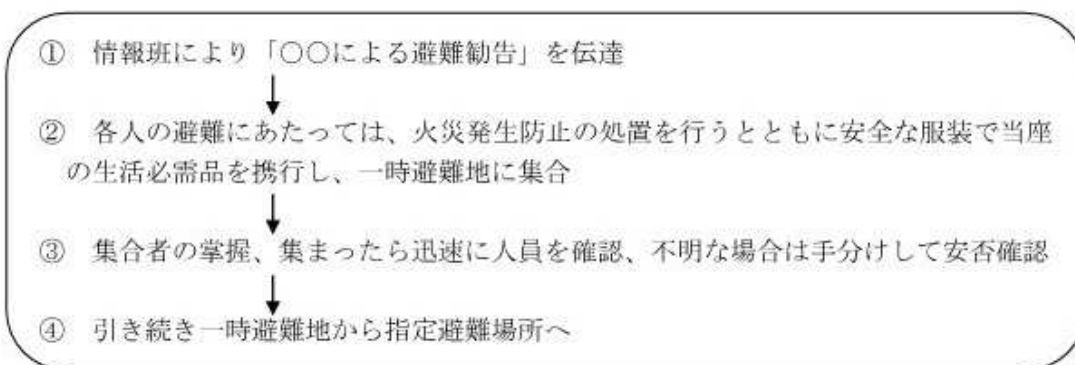 ① 情報班により「○○による避難勧告」を伝達
② 各人の避難にあたっては、火災発生防止の処置を行うとともに安全な服装で当座
の生活必需品を携行し、一時避難地に集合
③ 集合者の掌握、集まったら迅速に人員を確認、不明な場合は手分けして安否確認
④ 引き続き一時避難地から指定避難場所へ